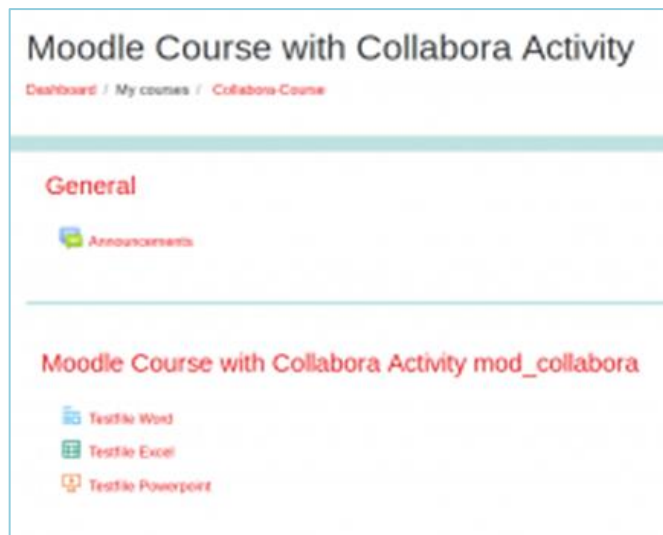 Moodle Course with Collabora Activity
Dashboard / My courses / Collabora-Course
General
Announcements
Moodle Course with Collabora Activity mod_collabora
Testfile Word
Testfile Excel
Testfile Powerpoint